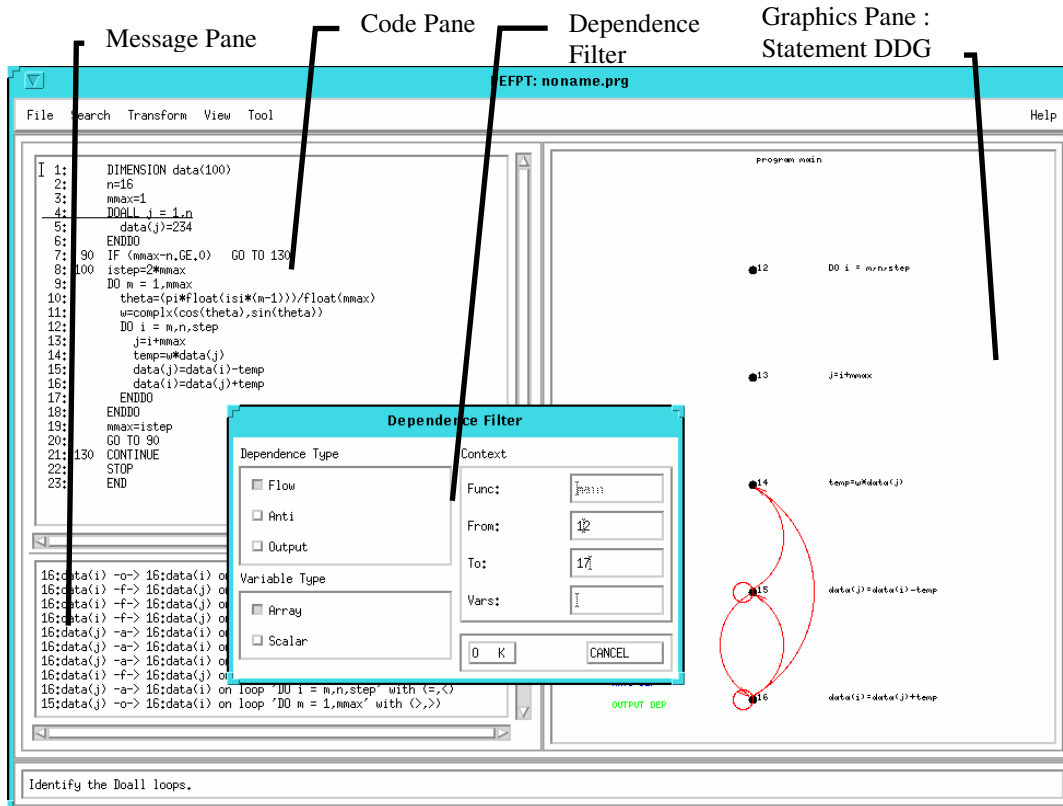 Message Pane
Code Pane
Dependence
Filter
Graphics Pane :
Statement DDG
PEFPT: noname.prg
File Search Transform View Tool
Help
1: DIMENSION data(100)
2: n=16
3: mmax=1
4: DOALL j = 1,n
5: data(j)=234
6: ENDDO
7: 90 IF (mmax-n.GE.0) GO TO 130
8: 100 istep=2*mmax
9: DO m = 1,mmax
10: theta=(pi*float(isi*(m-1)))/float(mmax)
11: w=complx(cos(theta),sin(theta))
12: DO i = m,n,step
13: j=i+mmax
14: temp=w*data(j)
15: data(j)=data(i)-temp
16: data(i)=data(j)+temp
17: ENDDO
18: ENDDO
19: mmax=istep
20: GO TO 90
21: 130 CONTINUE
22: STOP
23: END
16:data(i) -o-> 16:data(i) on
16:data(i) -f-> 16:data(j) on
16:data(i) -f-> 16:data(j) on
16:data(i) -f-> 16:data(i) on
16:data(j) -a-> 16:data(i) on
16:data(j) -a-> 16:data(i) on
16:data(j) -a-> 16:data(i) on
16:data(i) -f-> 16:data(j) on
16:data(j) -a-> 16:data(i) on loop 'DO i = m,n,step' with (=,<)
15:data(j) -o-> 16:data(i) on loop 'DO m = 1,mmax' with (>,>)
Dependence Filter
Dependence Type
Flow
Anti
Output
Variable Type
Array
Scalar
Context
Func: main
From: 12
To: 17
Vars:
O K
CANCEL
program main
12 DO i = m,n,step
13 j=i+mmax
14 temp=w*data(j)
15 data(j)=data(i)-temp
16 data(i)=data(j)+temp
OUTPUT DEP
Identify the Doall loops.